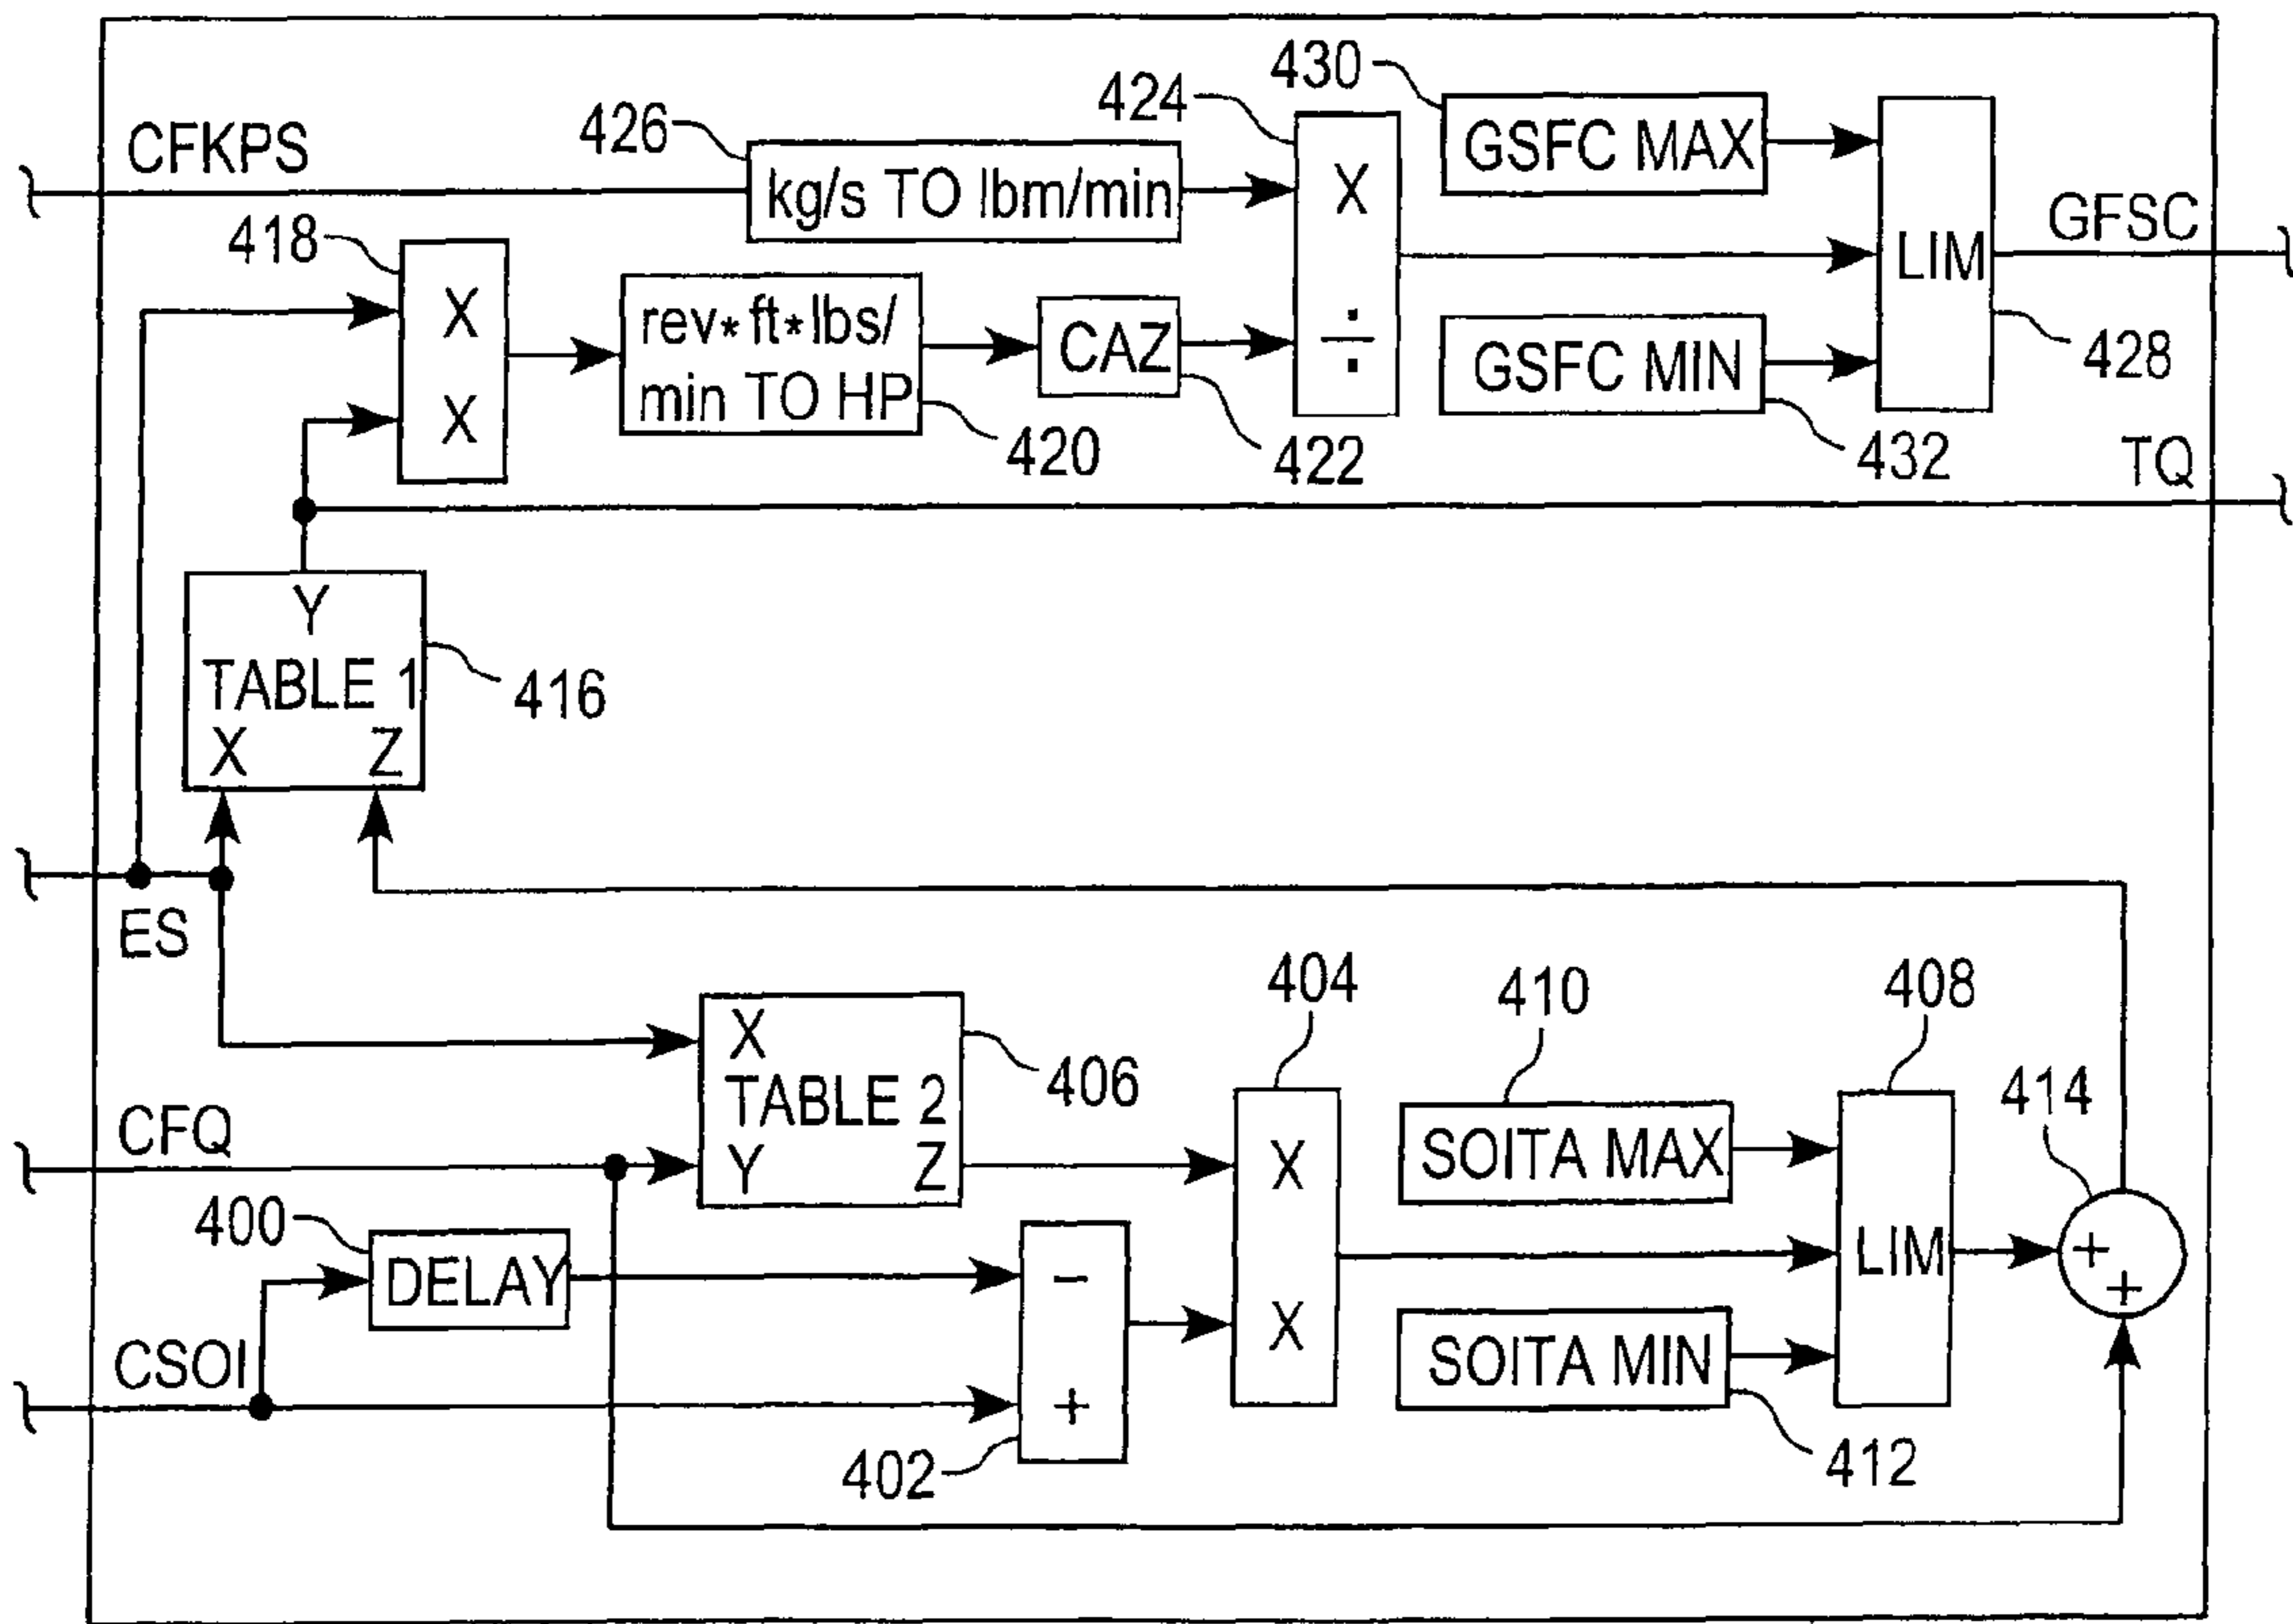 430
424
426
CFKPS
GSFC MAX
kg/s TO lbm/min
X
418
GFSC
LIM
X
rev*ft*lbs/
min TO HP
CAZ
÷
GSFC MIN
428
X
420
422
432
TQ
Y
TABLE 1
X Z
416
ES
404
410
408
X
TABLE 2
Y Z
406
414
CFQ
X
SOITA MAX
400
DELAY
-
LIM
+
+
X
SOITA MIN
CSOI
+
402
412